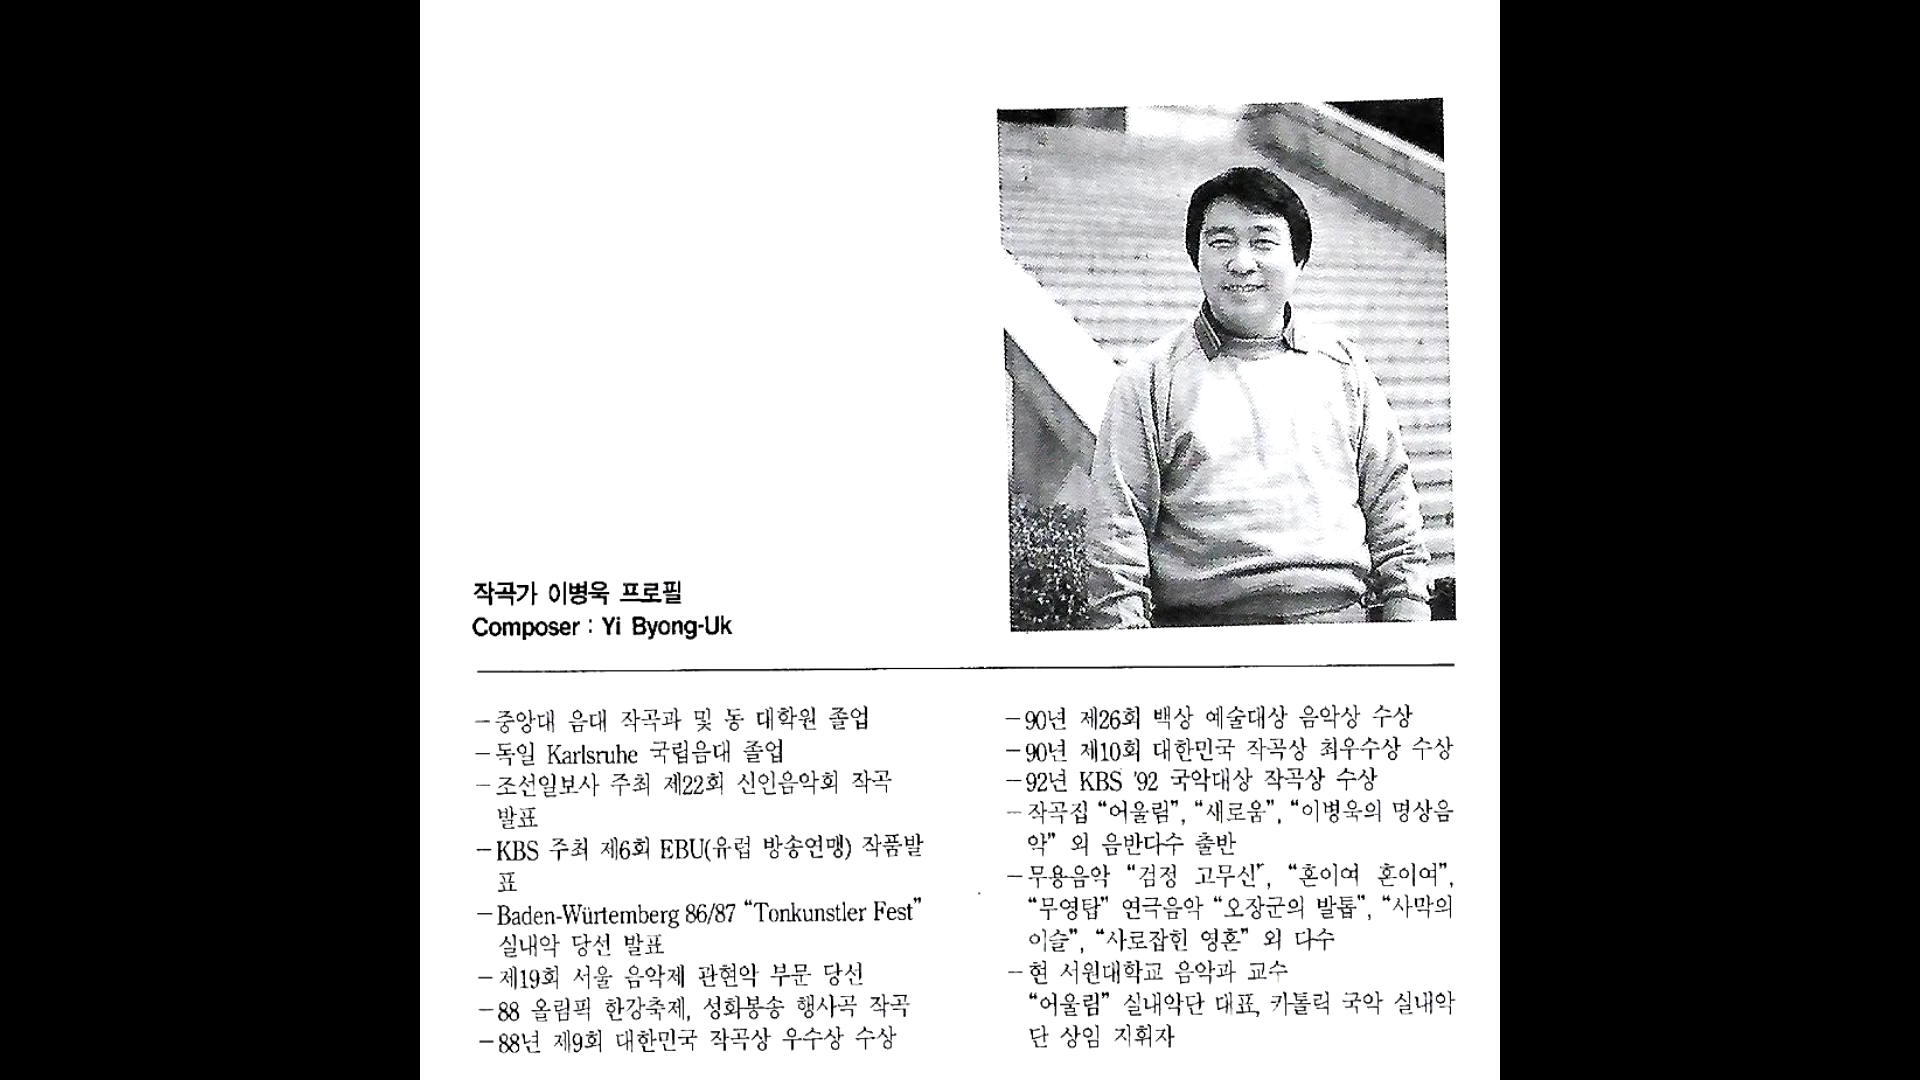 작곡가 이병욱 프로필
Composer : Yi Byong-Uk
– 중앙대 음대 작곡과 및 동 대학원 졸업
– 독일 Karlsruhe 국립음대 졸업
– 조선일보사 주최 제22회 신인음악회 작곡
발표
– KBS 주최 제6회 EBU(유럽 방송연맹) 작품발
표
– Baden-Würtemberg 86/87 “Tonkunstler Fest”
실내악 당선 발표
– 제19회 서울 음악제 관현악 부문 당선
– 88 올림픽 한강축제, 성화봉송 행사곡 작곡
– 88년 제9회 대한민국 작곡상 우수상 수상
– 90년 제26회 백상 예술대상 음악상 수상
– 90년 제10회 대한민국 작곡상 최우수상 수상
– 92년 KBS ’92 국악대상 작곡상 수상
– 작곡집 “어울림”, “새로움”, “이병욱의 명상음
악” 외 음반다수 출반
– 무용음악 “검정 고무신”, “혼이여 혼이여”,
“무영탑” 연극음악 “오장군의 발톱”, “사막의
이슬”, “사로잡힌 영혼” 외 다수
– 현 서원대학교 음악과 교수
“어울림” 실내악단 대표, 카톨릭 국악 실내악
단 상임 지휘자